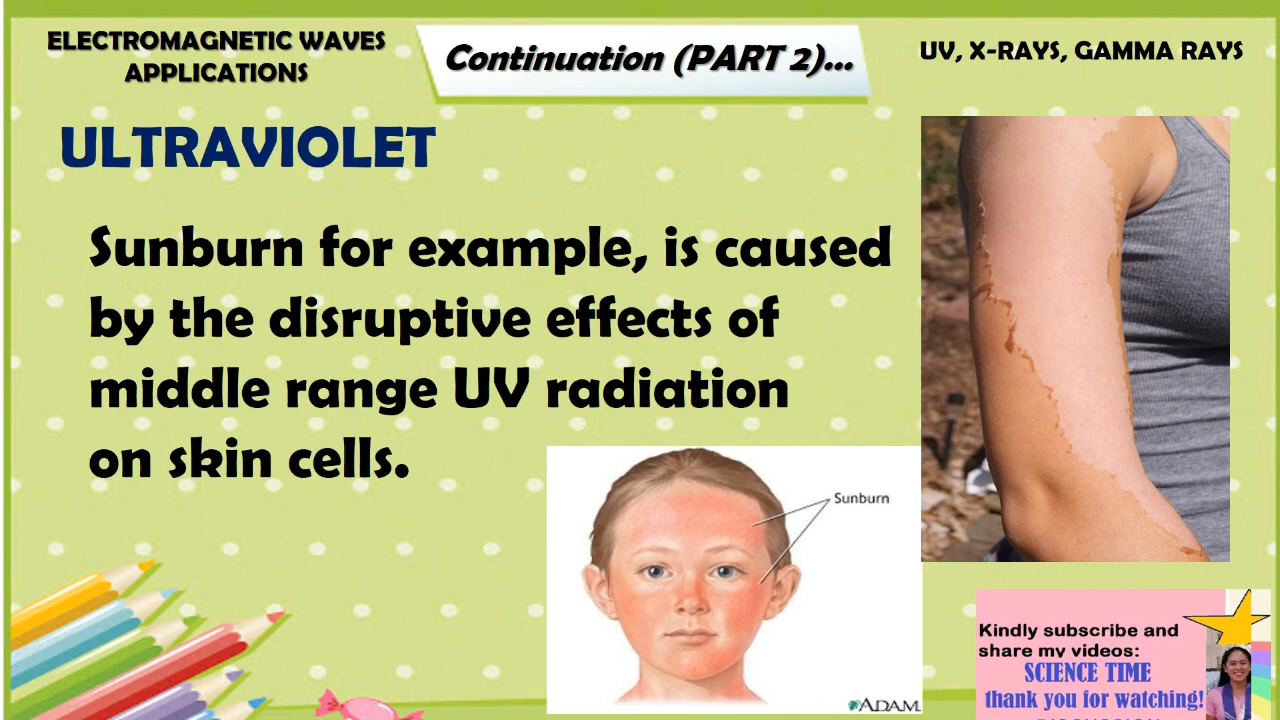 ELECTROMAGNETIC WAVES
APPLICATIONS
Continuation (PART 2)...
UV, X-RAYS, GAMMA RAYS
ULTRAVIOLET
Sunburn for example, is caused
by the disruptive effects of
middle range UV radiation
on skin cells.
Sunburn
ADAM.
Kindly subscribe and
share my videos:
SCIENCE TIME
thank you for watching!